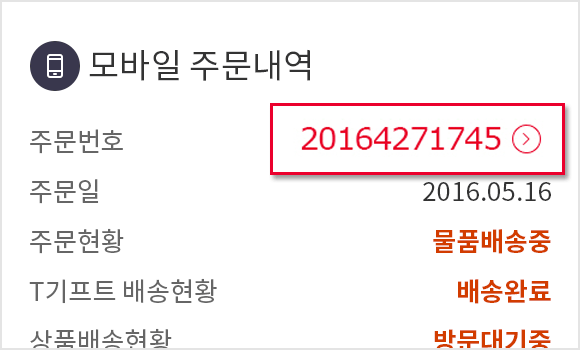 모바일 주문내역
주문번호 20164271745
주문일 2016.05.16
주문현황 물품배송중
T기프트 배송현황 배송완료
상품배송현황 방문대기중